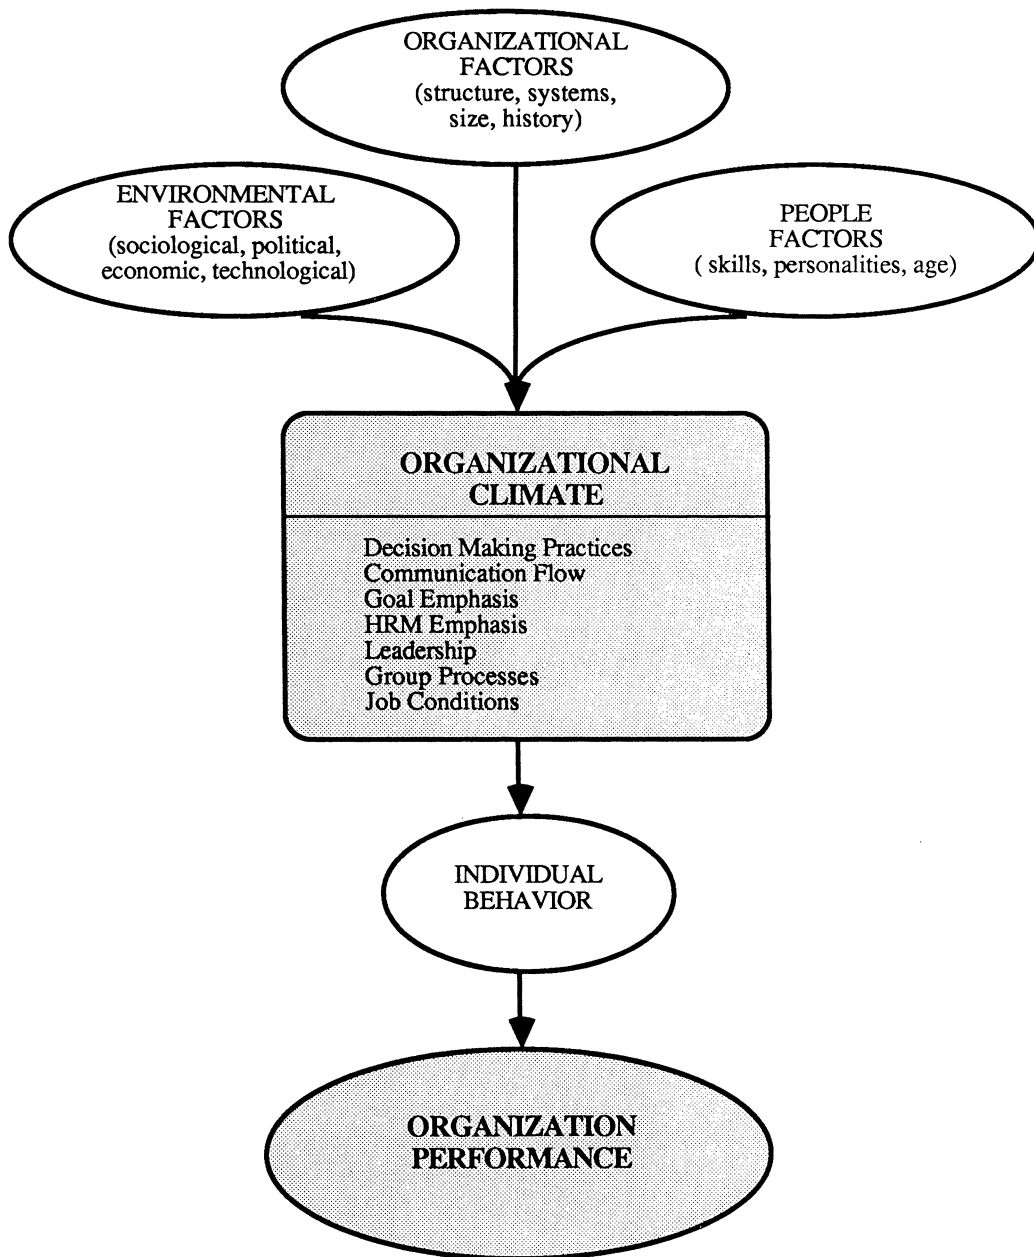 ORGANIZATIONAL
FACTORS
(structure, systems,
size, history)
ENVIRONMENTAL
FACTORS
(sociological, political,
economic, technological)
PEOPLE
FACTORS
( skills, personalities, age)
ORGANIZATIONAL
CLIMATE
Decision Making Practices
Communication Flow
Goal Emphasis
HRM Emphasis
Leadership
Group Processes
Job Conditions
INDIVIDUAL
BEHAVIOR
ORGANIZATION
PERFORMANCE